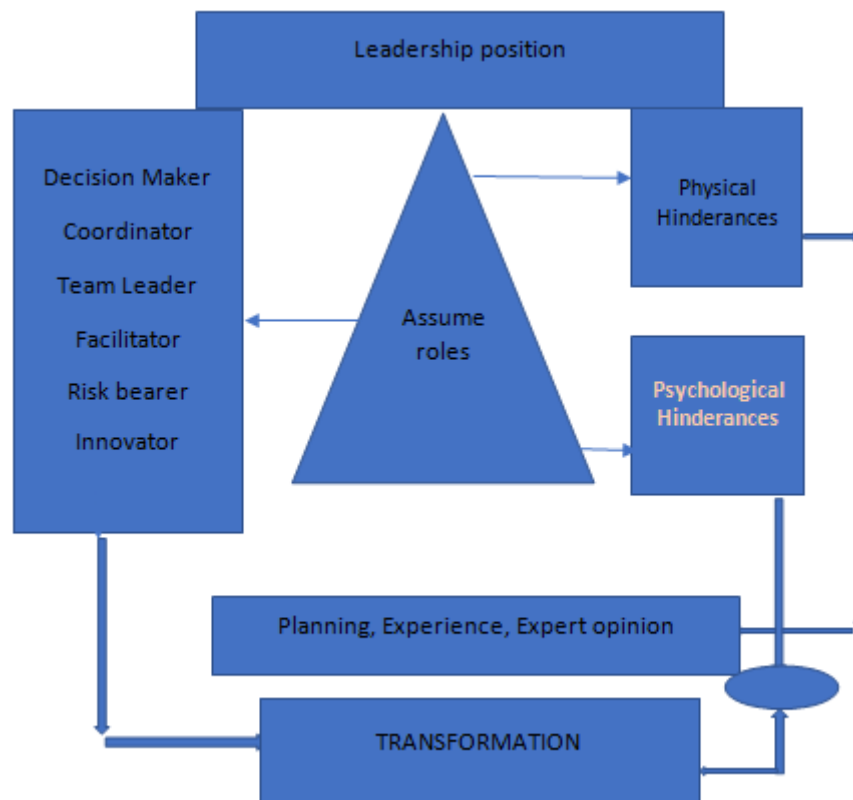 Leadership position
Decision Maker
Coordinator
Team Leader
Facilitator
Risk bearer
Innovator
Assume
roles
Physical
Hinderances
Psychological
Hinderances
Planning, Experience, Expert opinion
TRANSFORMATION